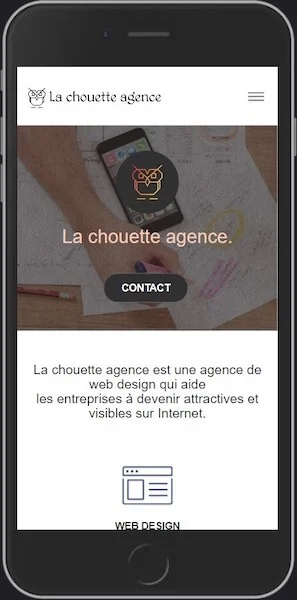 La chouette agence
La chouette agence.
CONTACT
La chouette agence est une agence de
web design qui aide
les entreprises à devenir attractives et
visibles sur Internet.
WEB DESIGN